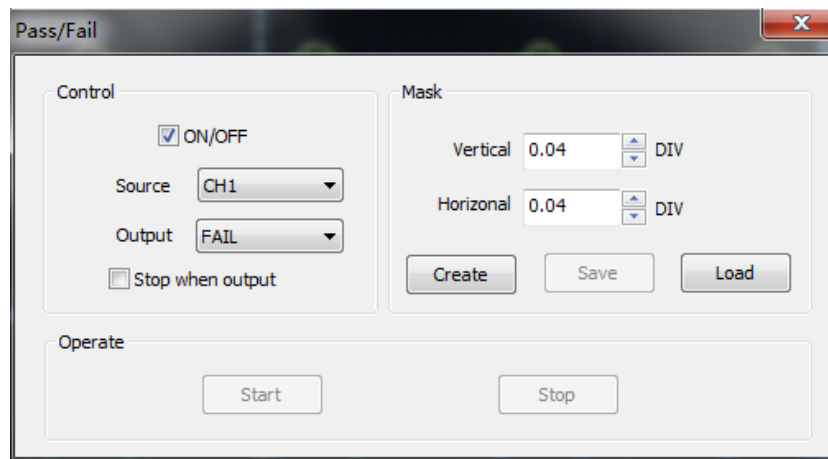 Pass/Fail
Control
ON/OFF
Source CH1
Output FAIL
Stop when output
Mask
Vertical 0.04 DIV
Horizonal 0.04 DIV
Create Save Load
Operate
Start Stop